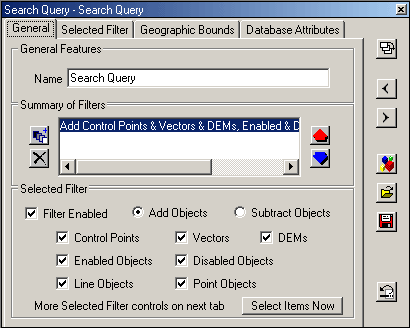 Search Query - Search Query
General Selected Filter Geographic Bounds Database Attributes
General Features
Name Search Query
Summary of Filters
Add Control Points & Vectors & DEMs, Enabled & D
Selected Filter
Filter Enabled Add Objects Subtract Objects
Control Points Vectors DEMs
Enabled Objects Disabled Objects
Line Objects Point Objects
More Selected Filter controls on next tab Select Items Now